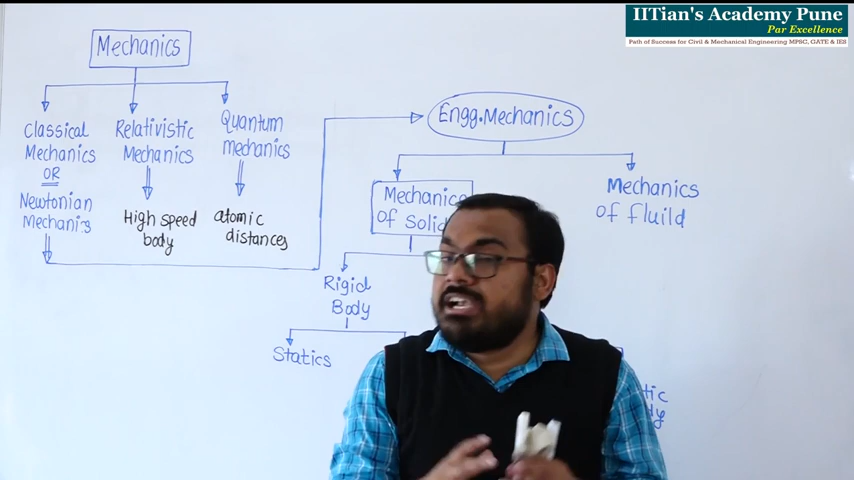 IITian's Academy Pune
Par Excellence
Path of Success for Civil & Mechanical Engineering MPSC, GATE & IES
Mechanics
Classical
Mechanics
OR
Newtonian
Mechanics
Relativistic
Mechanics
High speed
body
Quantum
mechanics
atomic
distances
Engg.Mechanics
Mechanics
Of Solid
Mechanics
of fluild
Rigid
Body
Statics